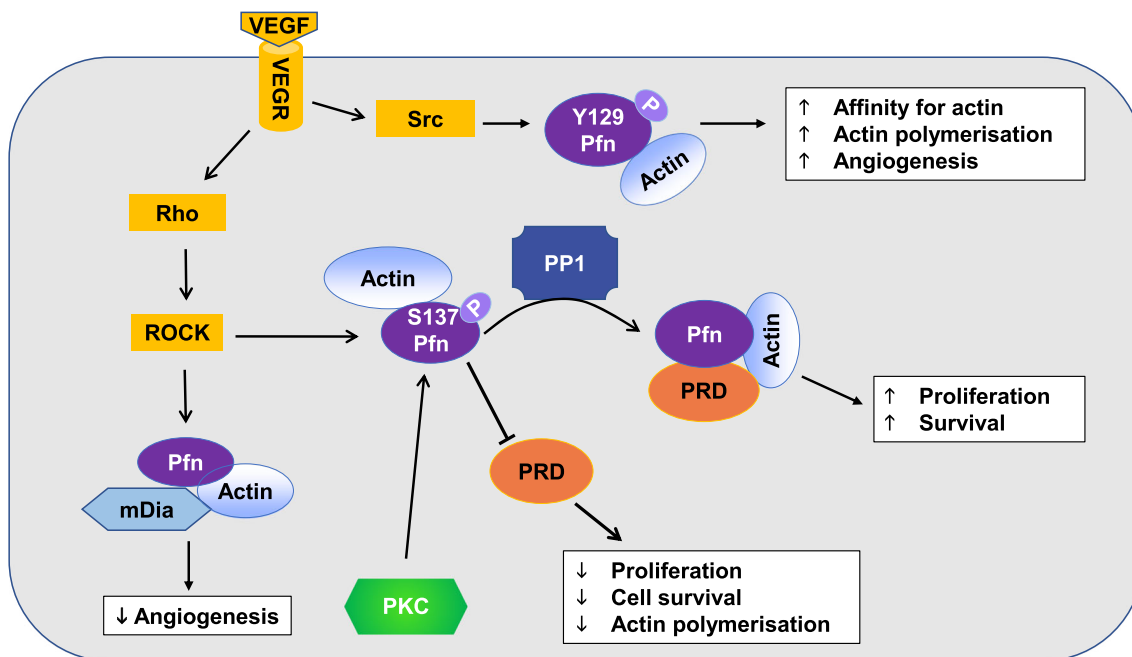 VEGF
VEGR
Src
Y129
Pfn
P
Actin
↑ Affinity for actin
↑ Actin polymerisation
↑ Angiogenesis
Rho
ROCK
Actin
S137
Pfn
P
PP1
Pfn
Actin
PRD
↑ Proliferation
↑ Survival
Pfn
Actin
mDia
↓ Angiogenesis
PKC
PRD
↓ Proliferation
↓ Cell survival
↓ Actin polymerisation